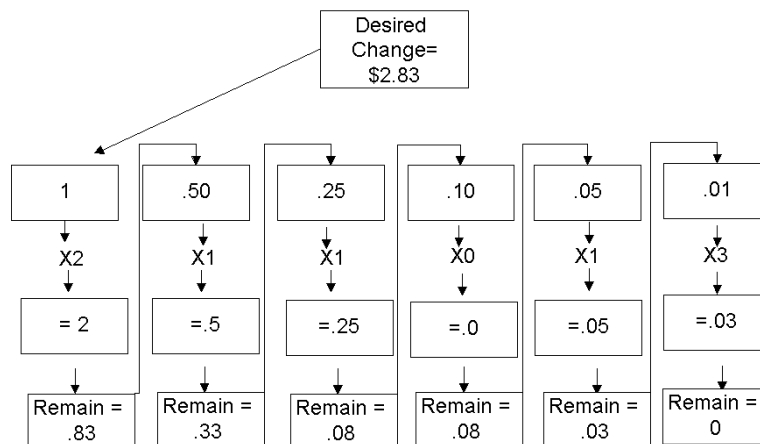 Desired
Change=
$2.83
1
.50
.25
.10
.05
.01
X2
X1
X1
X0
X1
X3
= 2
=.5
=.25
=.0
=.05
=.03
Remain =
.83
Remain =
.33
Remain =
.08
Remain =
.08
Remain =
.03
Remain =
0